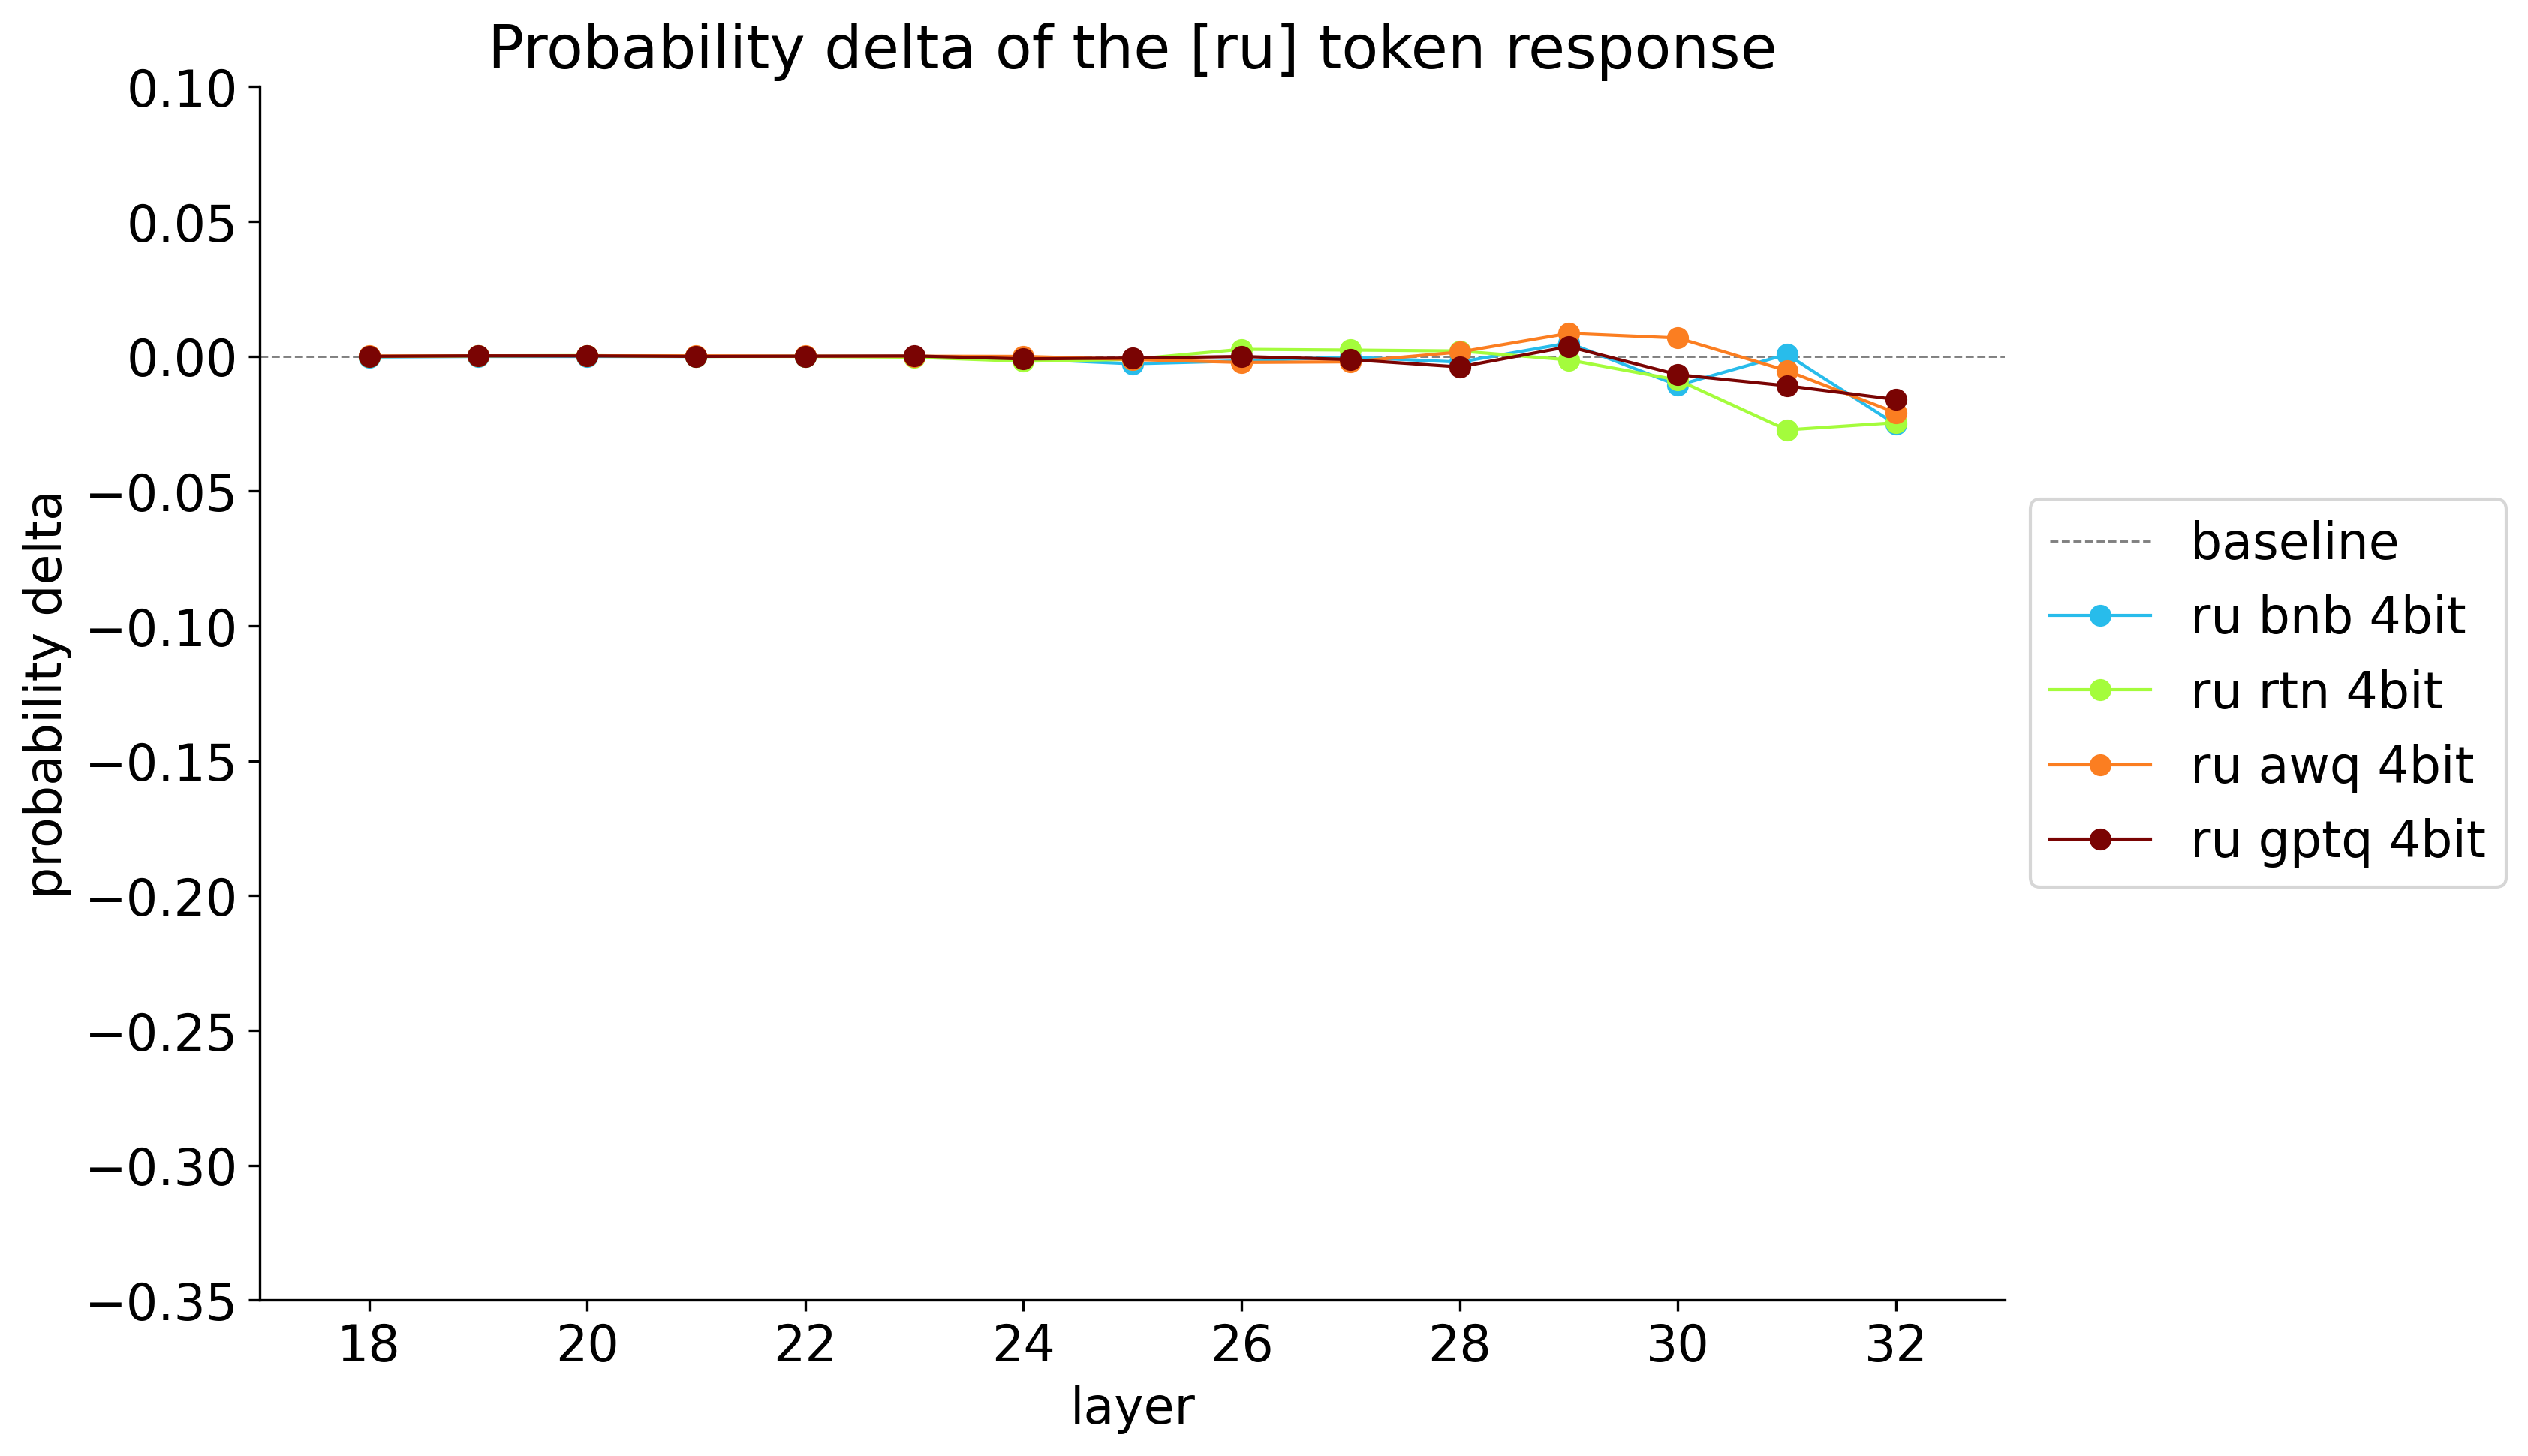 Probability delta of the [ru] token response
0.10
0.05
0.00
−0.05
−0.10
−0.15
−0.20
−0.25
−0.30
−0.35
probability delta
18 20 22 24 26 28 30 32
layer
baseline
ru bnb 4bit
ru rtn 4bit
ru awq 4bit
ru gptq 4bit